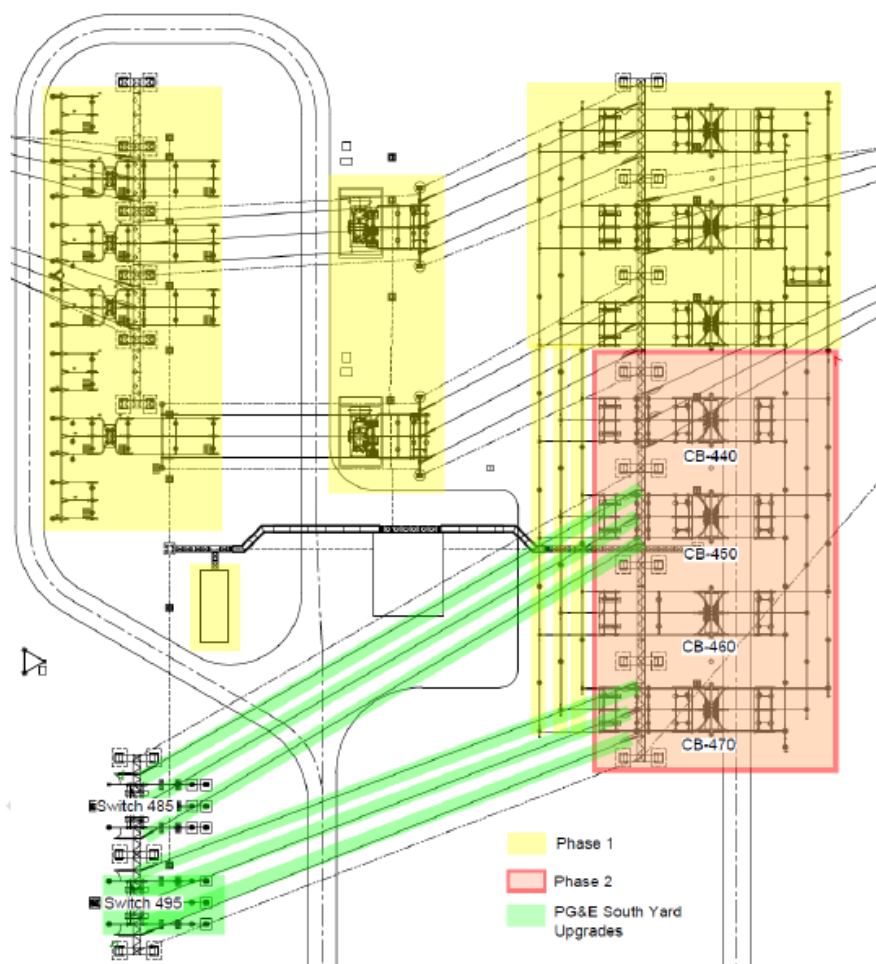 CB-440
CB-450
CB-460
CB-470
Switch 485
Switch 495
Phase 1
Phase 2
PG&E South Yard
Upgrades